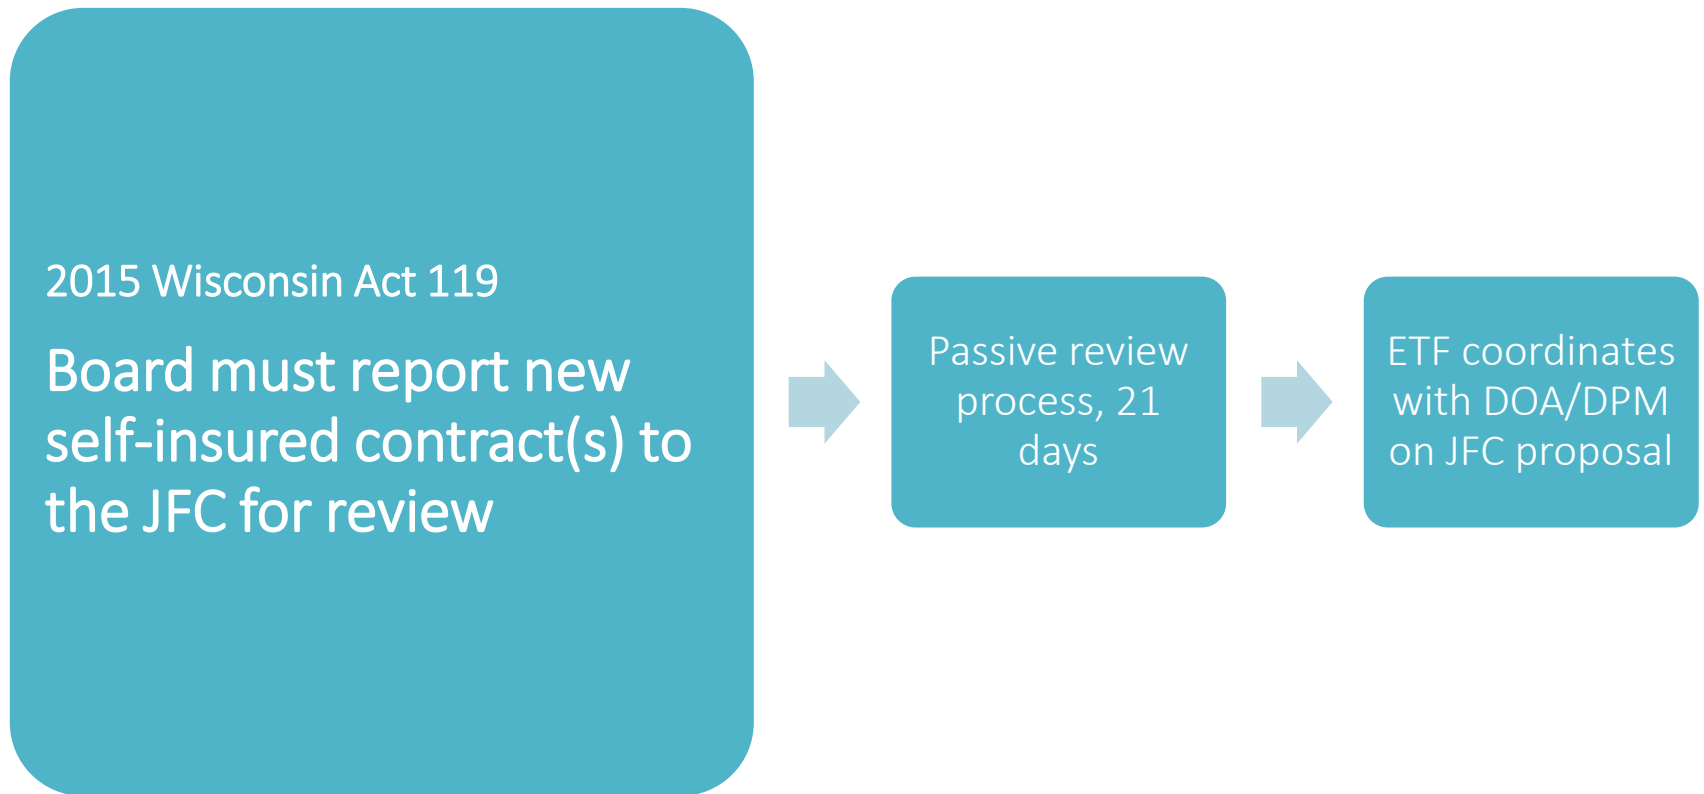 2015 Wisconsin Act 119
Board must report new
self-insured contract(s) to
the JFC for review
Passive review
process, 21
days
ETF coordinates
with DOA/DPM
on JFC proposal